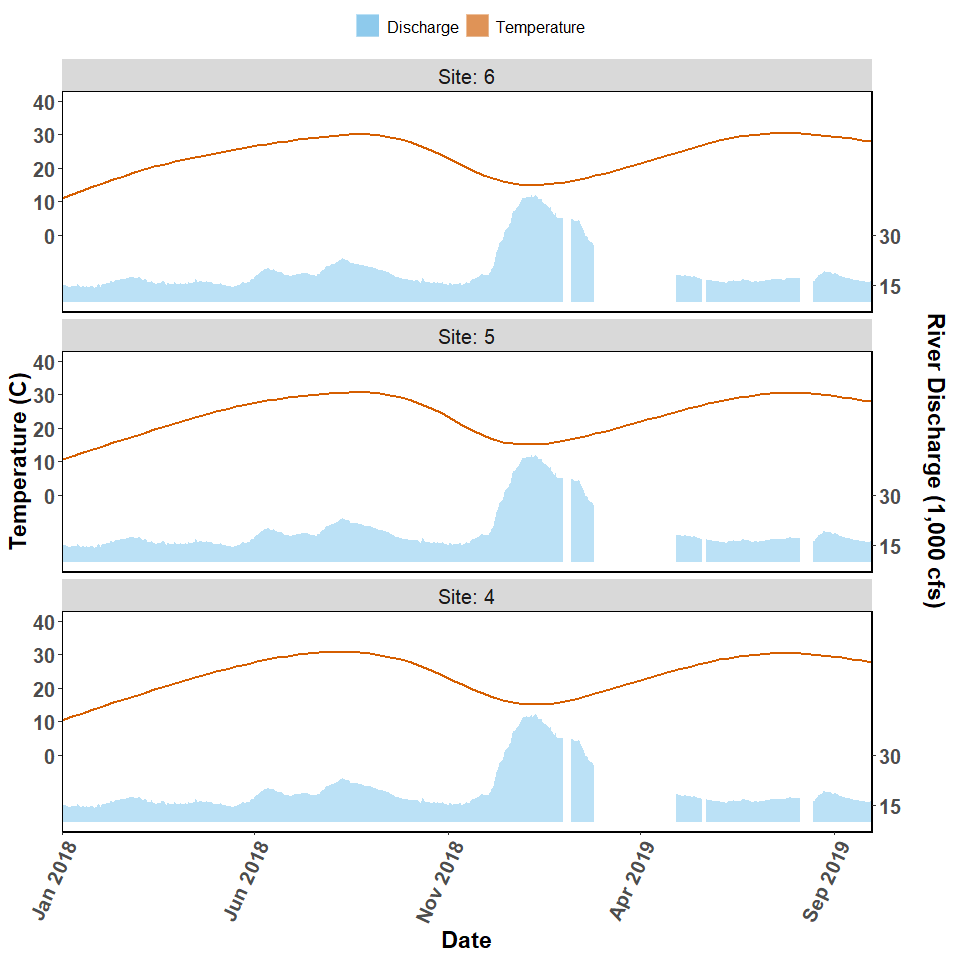 Discharge Temperature
Site: 6
40
30
20
10
0
30
15
Site: 5
40
30
20
10
0
30
15
Site: 4
40
30
20
10
0
30
15
Temperature (C)
River Discharge (1,000 cfs)
Jan 2018
Jun 2018
Nov 2018
Apr 2019
Sep 2019
Date